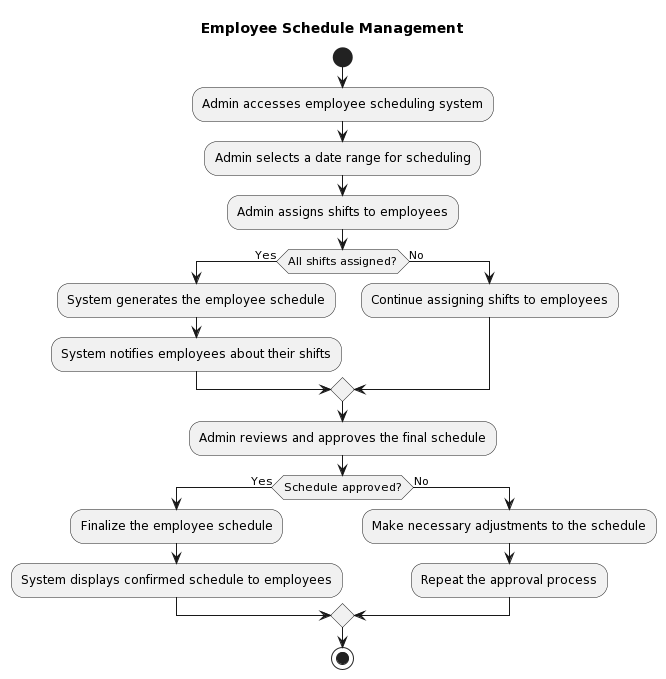 Employee Schedule Management
Admin accesses employee scheduling system
Admin selects a date range for scheduling
Admin assigns shifts to employees
Yes
All shifts assigned?
No
System generates the employee schedule
Continue assigning shifts to employees
System notifies employees about their shifts
Admin reviews and approves the final schedule
Yes
Schedule approved?
No
Finalize the employee schedule
Make necessary adjustments to the schedule
System displays confirmed schedule to employees
Repeat the approval process